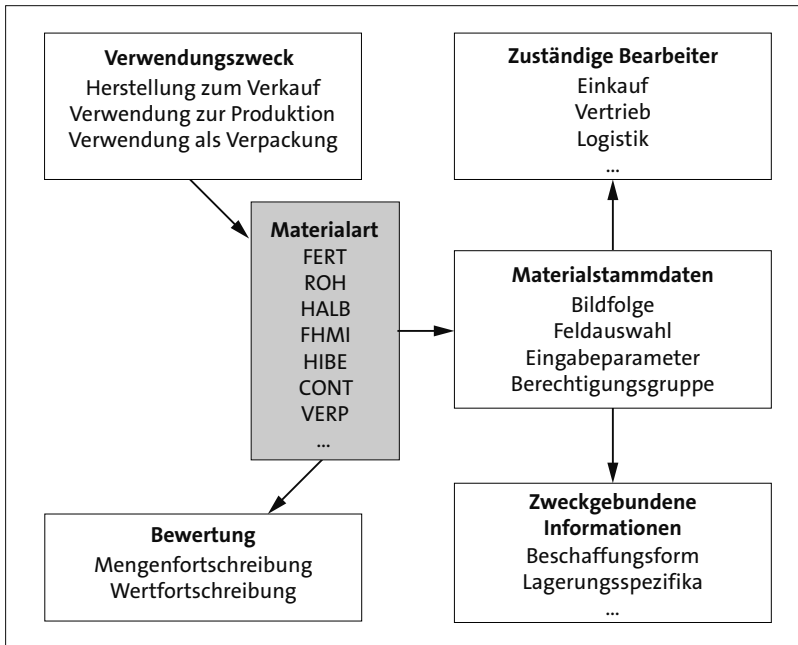 Verwendungszweck
Herstellung zum Verkauf
Verwendung zur Produktion
Verwendung als Verpackung
Zuständige Bearbeiter
Einkauf
Vertrieb
Logistik
...
Materialart
FERT
ROH
HALB
FHMI
HIBE
CONT
VERP
...
Materialstammdaten
Bildfolge
Feldauswahl
Eingabeparameter
Berechtigungsgruppe
Bewertung
Mengenfortschreibung
Wertfortschreibung
Zweckgebundene
Informationen
Beschaffungsform
Lagerungsspezifika
...